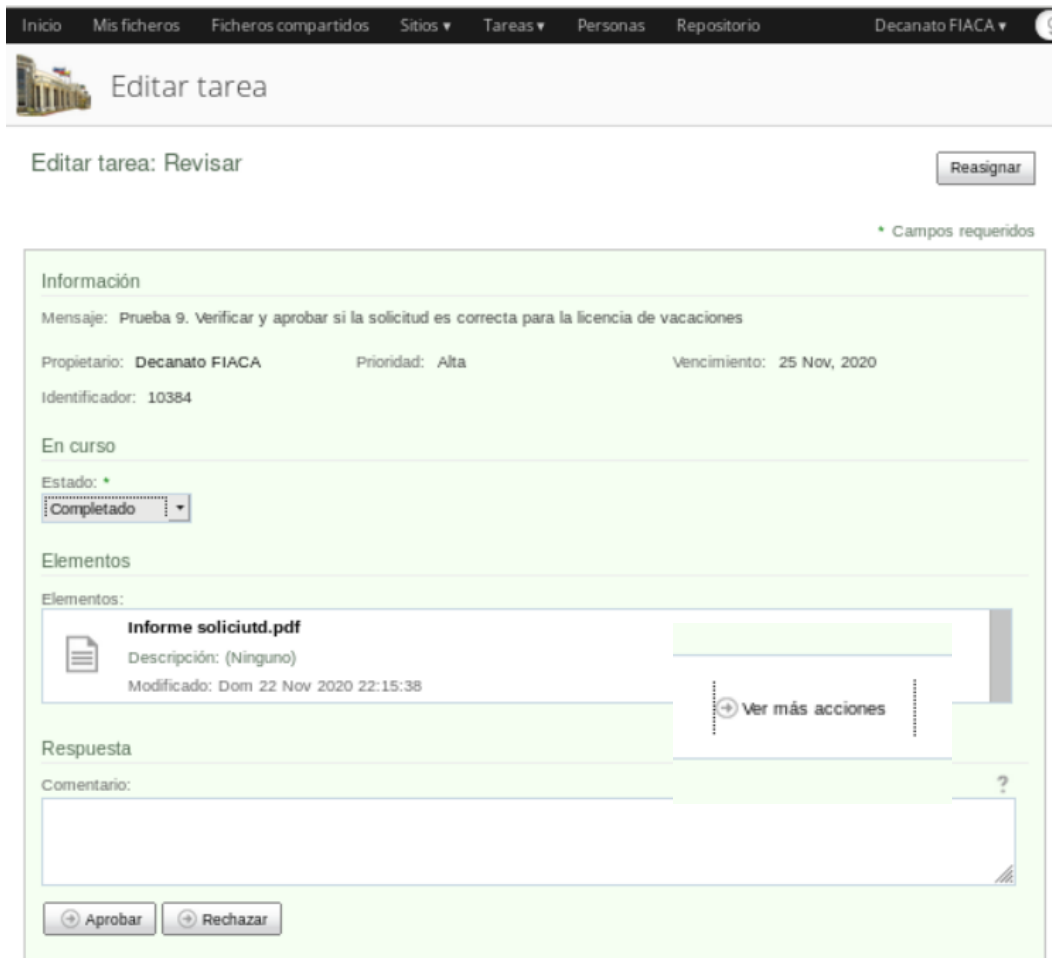 Inicio Mis ficheros Ficheros compartidos Sitios ▾ Tareas ▾ Personas Repositorio Decanato FIACA ▾
Editar tarea
Editar tarea: Revisar
Reasignar
* Campos requeridos
Información
Mensaje: Prueba 9. Verificar y aprobar si la solicitud es correcta para la licencia de vacaciones
Propietario: Decanato FIACA Prioridad: Alta Vencimiento: 25 Nov, 2020
Identificador: 10384
En curso
Estado: *
Completado
Elementos
Elementos:
Informe soliciutd.pdf
Descripción: (Ninguno)
Modificado: Dom 22 Nov 2020 22:15:38
Ver más acciones
Respuesta
Comentario: ?
Aprobar Rechazar